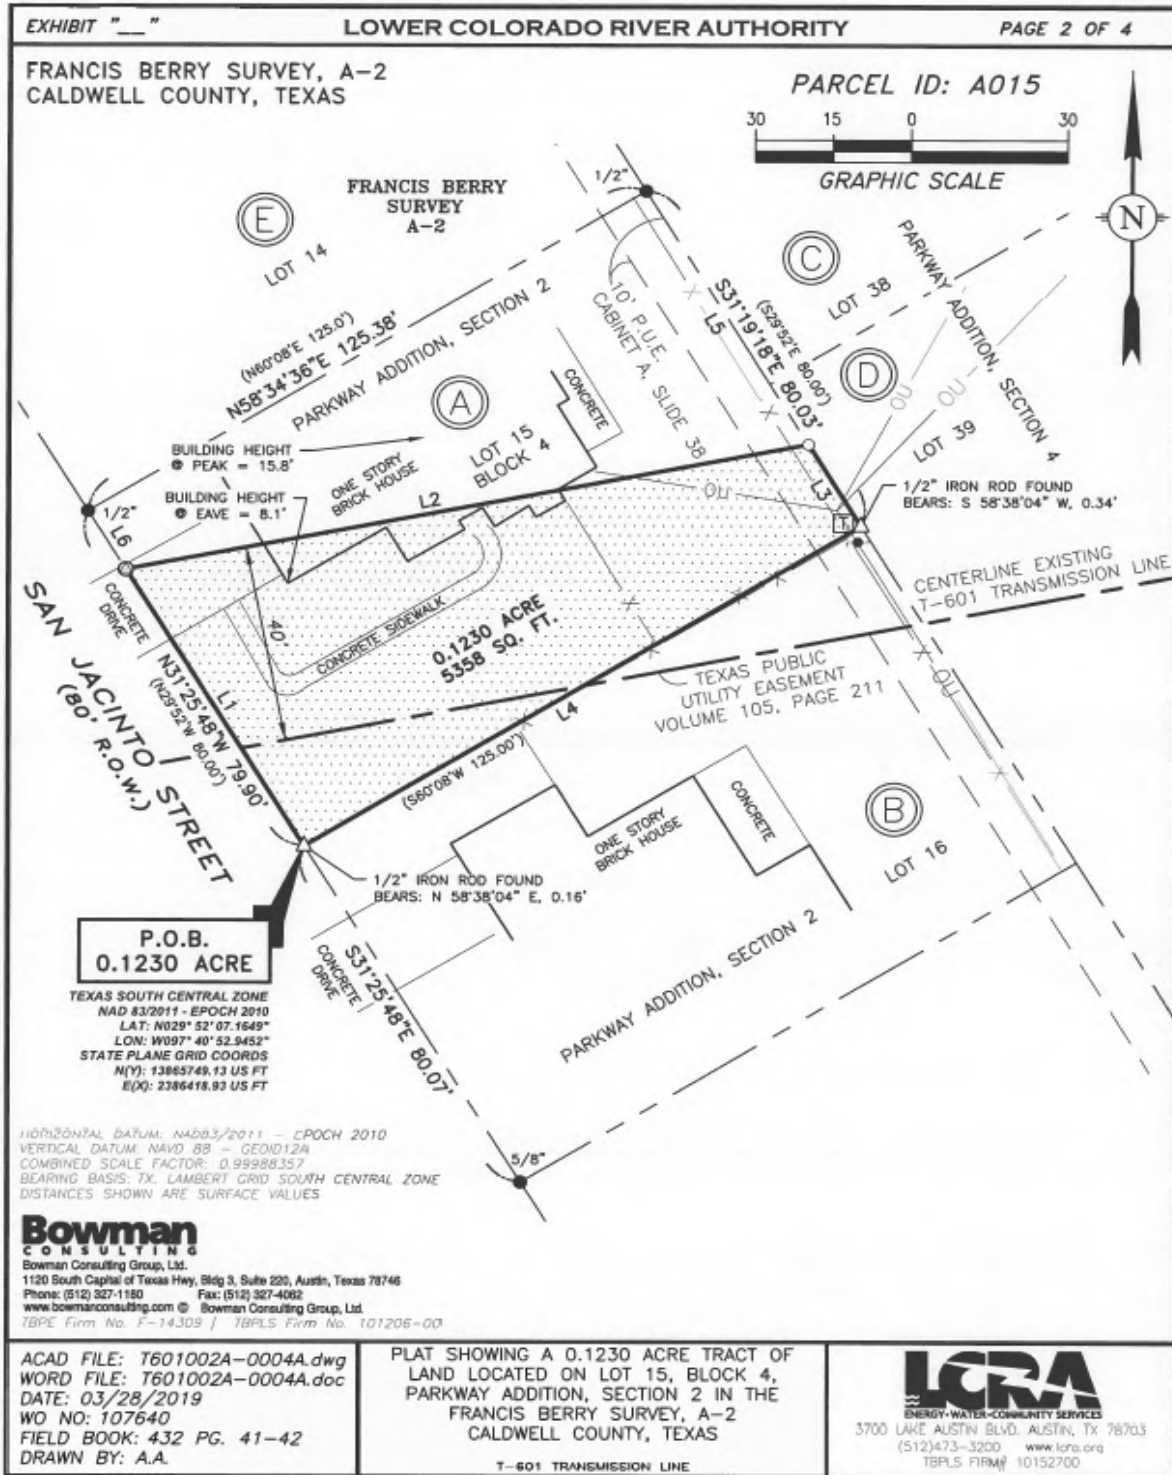 EXHIBIT "__"
LOWER COLORADO RIVER AUTHORITY
PAGE 2 OF 4
FRANCIS BERRY SURVEY, A-2
CALDWELL COUNTY, TEXAS
PARCEL ID: A015
30 15 0 30
GRAPHIC SCALE
N
FRANCIS BERRY
SURVEY
A-2
1/2"
E
LOT 14
C
LOT 38
PARKWAY ADDITION, SECTION 4
(N60°08'E 125.0')
N58°34'36"E 125.38'
PARKWAY ADDITION, SECTION 2
10' P.U.E.
CABINET A, SLIDE 38
S31°19'18"E 80.03'
(S29°52'E 80.00')
L5
D
OU
OU
LOT 39
A
LOT 15
BLOCK 4
CONCRETE
BUILDING HEIGHT
@ PEAK = 15.8'
BUILDING HEIGHT
@ EAVE = 8.1'
ONE STORY
BRICK HOUSE
L2
OU
L3
T
1/2" IRON ROD FOUND
BEARS: S 58°38'04" W, 0.34'
1/2"
L6
CONCRETE
DRIVE
40'
CONCRETE SIDEWALK
0.1230 ACRE
5358 SQ. FT.
CENTERLINE EXISTING
T-601 TRANSMISSION LINE
SAN JACINTO STREET
(80' R.O.W.)
N31°25'48"W 79.90'
(N29°52'W 80.00')
L1
TEXAS PUBLIC
UTILITY EASEMENT
VOLUME 105, PAGE 211
OU
L4
(S60°08'W 125.00')
ONE STORY
BRICK HOUSE
CONCRETE
B
LOT 16
1/2" IRON ROD FOUND
BEARS: N 58°38'04" E, 0.16'
P.O.B.
0.1230 ACRE
CONCRETE
DRIVE
S31°25'48"E 80.07'
PARKWAY ADDITION, SECTION 2
TEXAS SOUTH CENTRAL ZONE
NAD 83/2011 - EPOCH 2010
LAT: N029° 52' 07.1649"
LON: W097° 40' 52.9452"
STATE PLANE GRID COORDS
N(Y): 13865749.13 US FT
E(X): 2386418.93 US FT
HORIZONTAL DATUM: NAD83/2011 - EPOCH 2010
VERTICAL DATUM: NAVD 88 - GEOID12A
COMBINED SCALE FACTOR: 0.99988357
BEARING BASIS: TX. LAMBERT GRID SOUTH CENTRAL ZONE
DISTANCES SHOWN ARE SURFACE VALUES
5/8"
Bowman
CONSULTING
Bowman Consulting Group, Ltd.
1120 South Capital of Texas Hwy, Bldg 3, Suite 220, Austin, Texas 78746
Phone: (512) 327-1180 Fax: (512) 327-4062
www.bowmanconsulting.com © Bowman Consulting Group, Ltd.
TBPE Firm No. F-14309 | TBPLS Firm No. 101206-00
ACAD FILE: T601002A-0004A.dwg
WORD FILE: T601002A-0004A.doc
DATE: 03/28/2019
WO NO: 107640
FIELD BOOK: 432 PG. 41-42
DRAWN BY: A.A.
PLAT SHOWING A 0.1230 ACRE TRACT OF
LAND LOCATED ON LOT 15, BLOCK 4,
PARKWAY ADDITION, SECTION 2 IN THE
FRANCIS BERRY SURVEY, A-2
CALDWELL COUNTY, TEXAS
T-601 TRANSMISSION LINE
LCRA
ENERGY•WATER•COMMUNITY SERVICES
3700 LAKE AUSTIN BLVD. AUSTIN, TX 78703
(512)473-3200 www.lcra.org
TBPLS FIRM# 10152700